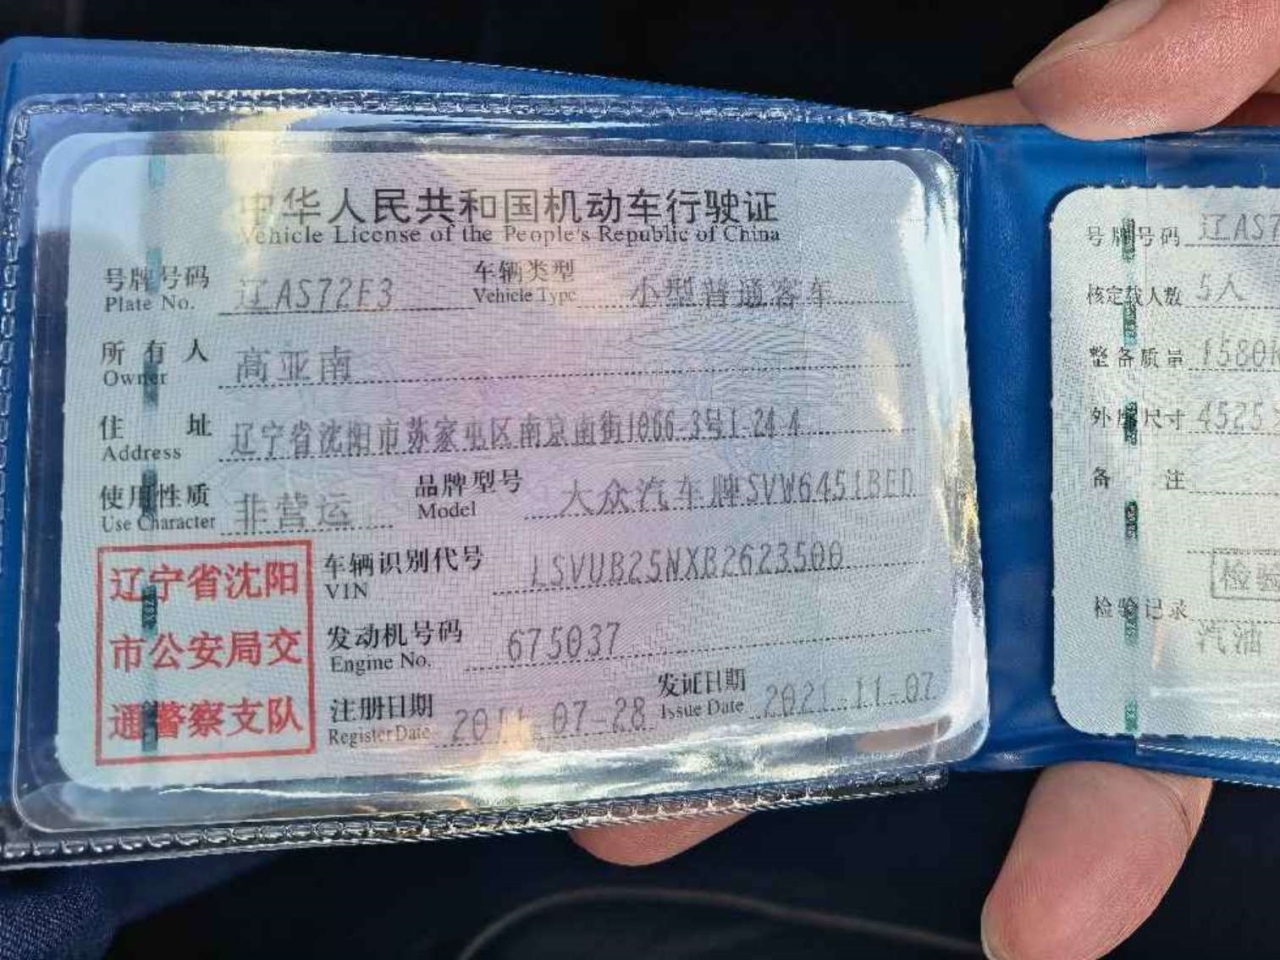 中华人民共和国机动车行驶证
Vehicle License of the People's Republic of China
号牌号码 辽AS72E3 车辆类型 小型普通客车
Plate No. Vehicle Type
所有人 高亚南
Owner
住址 辽宁省沈阳市苏家屯区南京南街1066-3号1-24-4
Address
使用性质 非营运 品牌型号 大众汽车牌SVW6451BED
Use Character Model
车辆识别代号 LSVUB25NXB2623500
VIN
发动机号码 675037
Engine No.
注册日期 2011-07-28 发证日期 2021-11-07
Register Date Issue Date
辽宁省沈阳
市公安局交
通警察支队
号牌号码 辽AS7
核定载人数 5人
整备质量 1580k
外廓尺寸 4525
备注
检验
检验记录
汽油